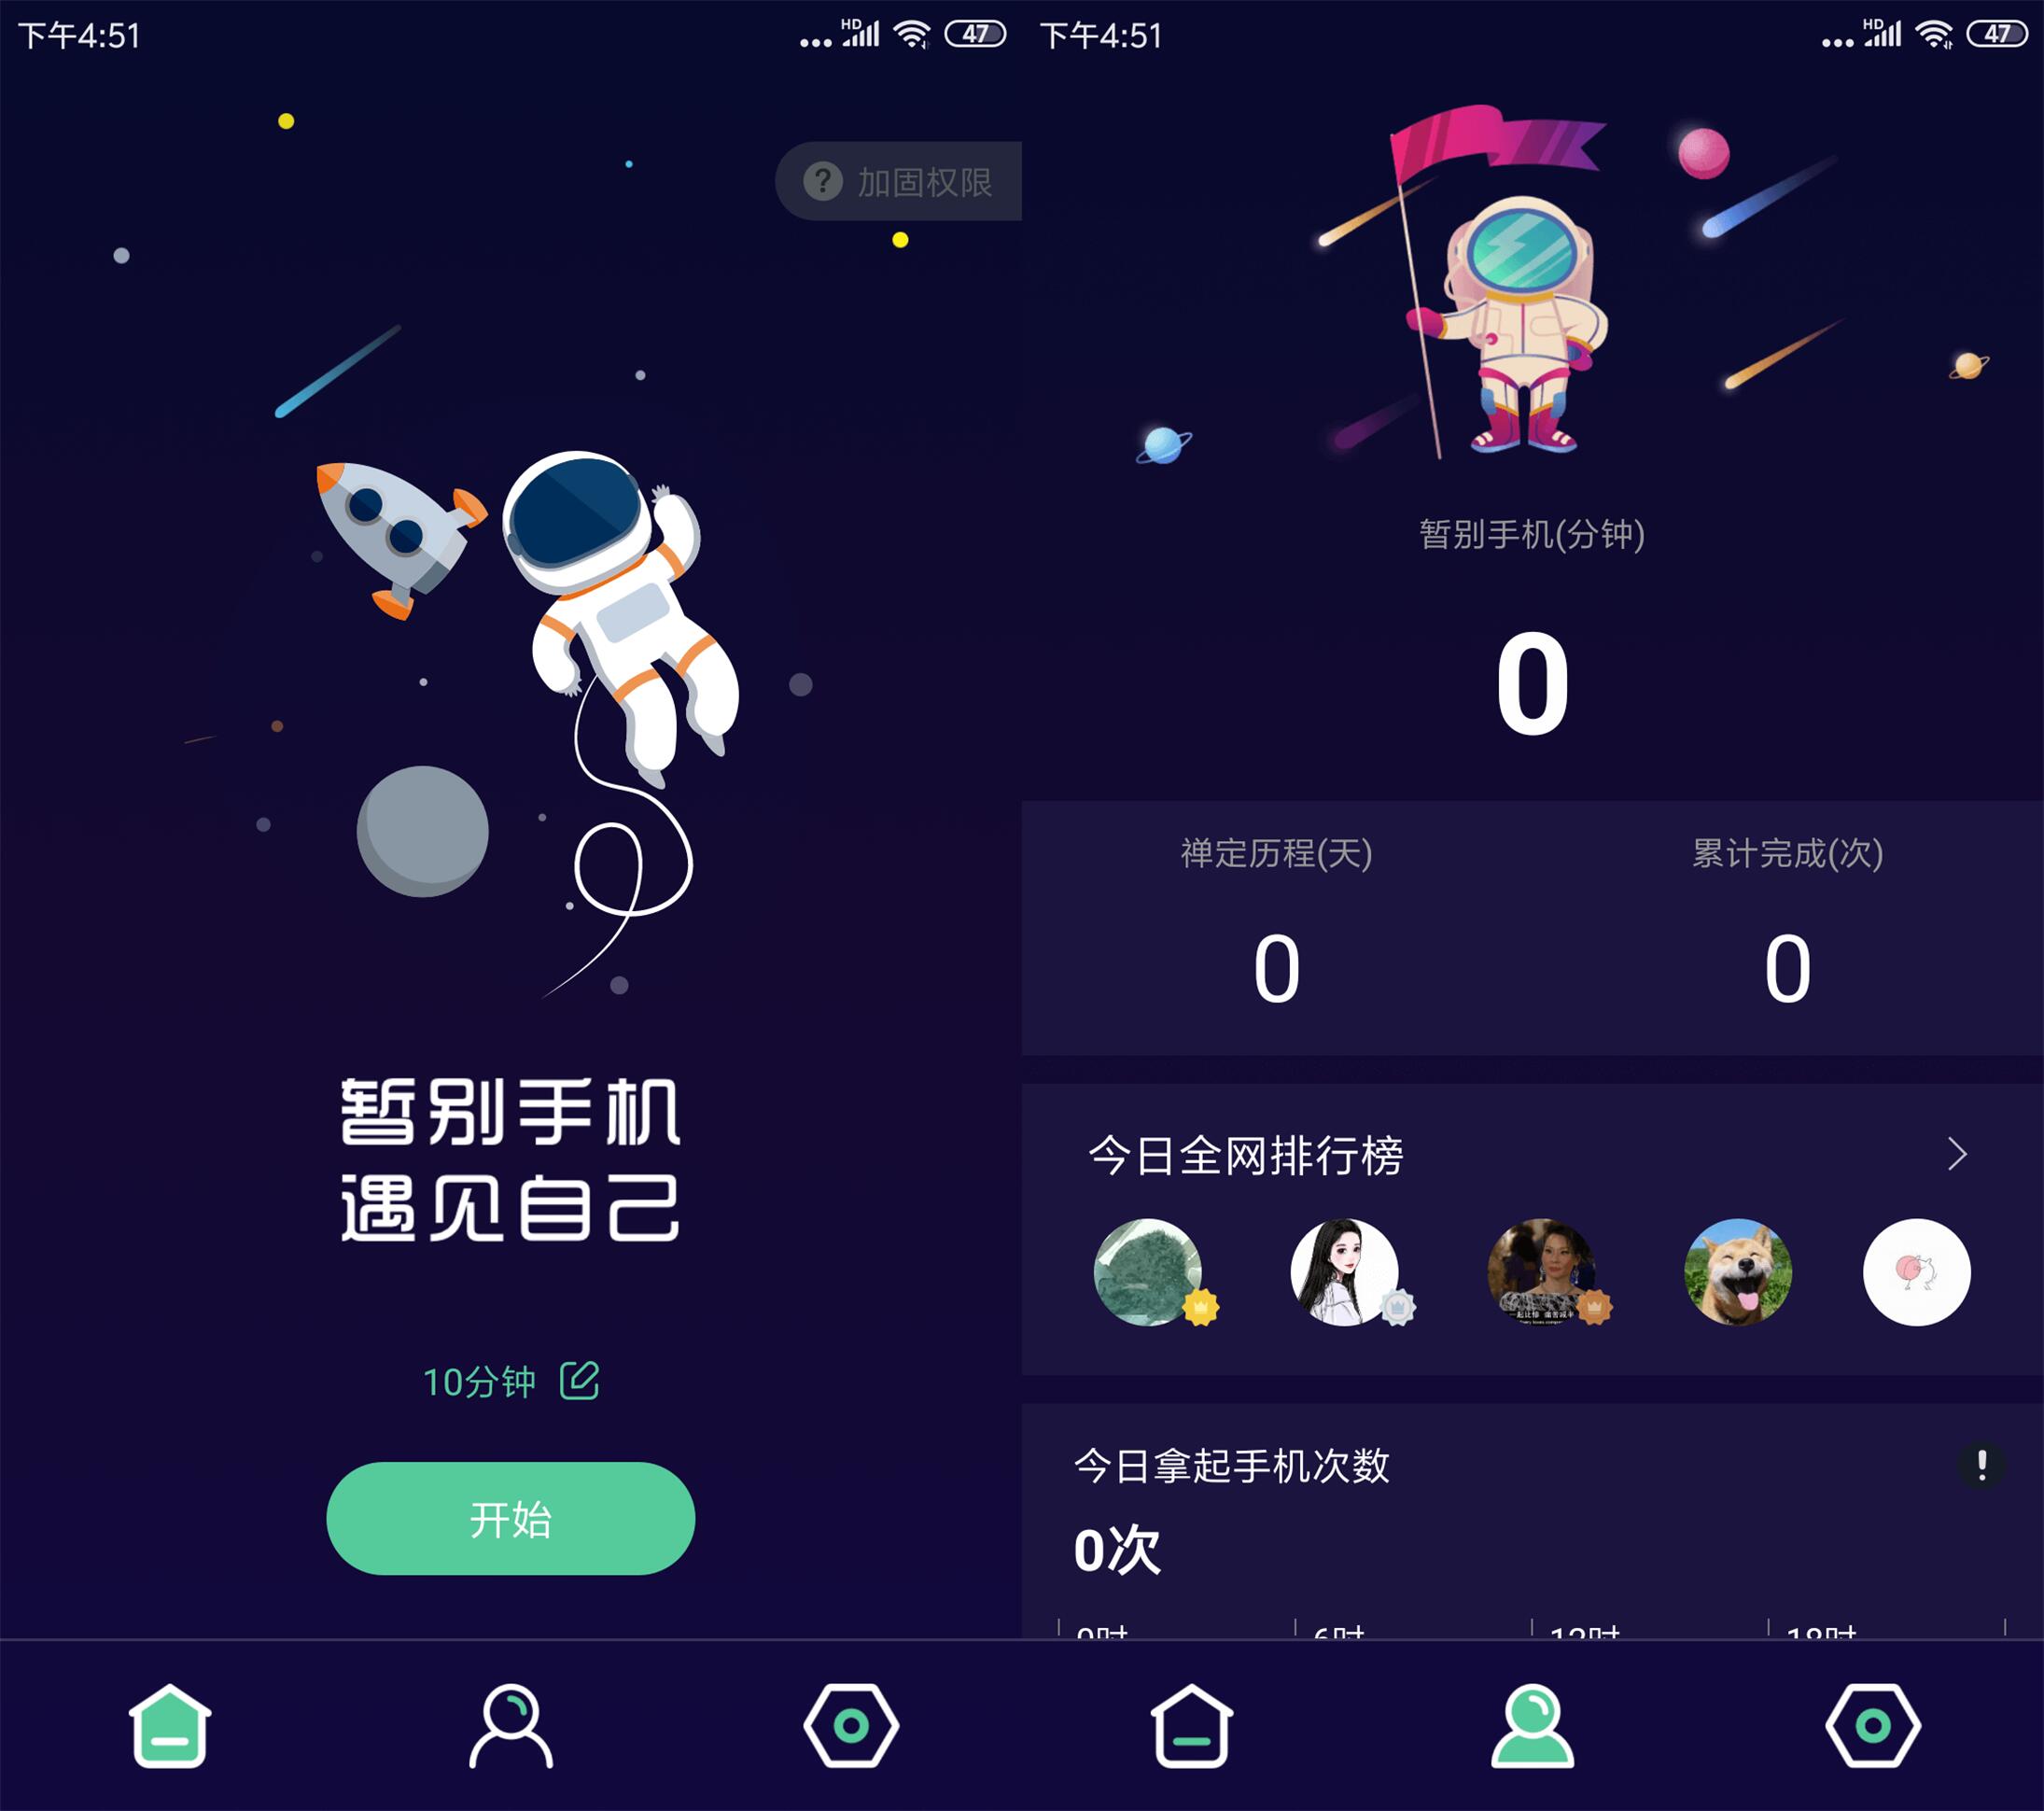 下午4:51
HD
47
加固权限
暂别手机
遇见自己
10分钟
开始
下午4:51
HD
47
暂别手机(分钟)
0
禅定历程(天)
累计完成(次)
0
0
今日全网排行榜
今日拿起手机次数
0次
0时
6时
12时
18时